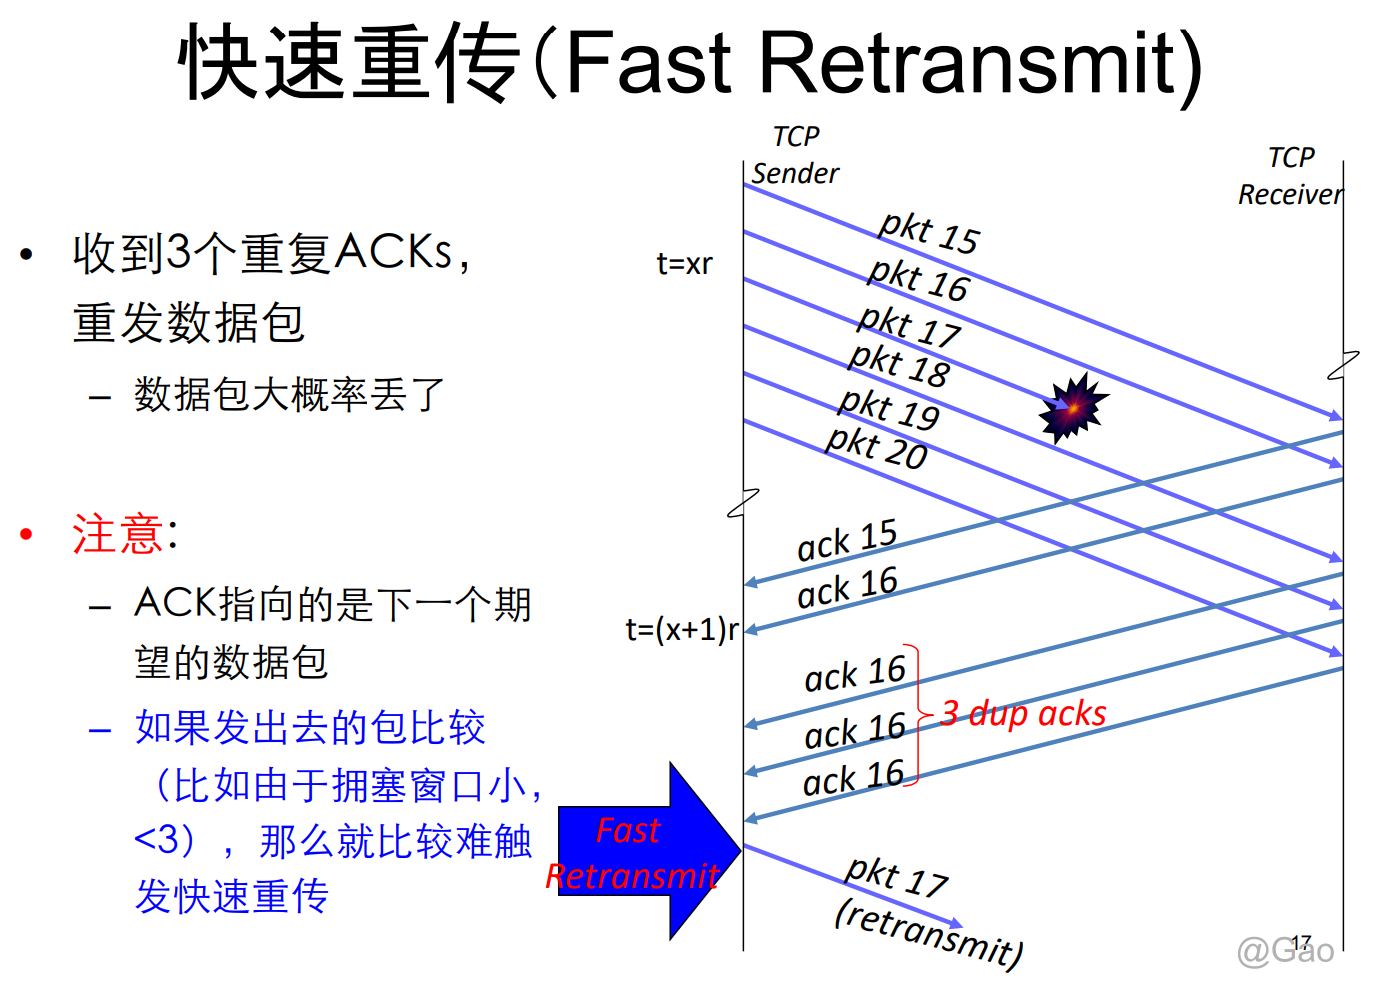 快速重传(Fast Retransmit)
• 收到3个重复ACKs，
重发数据包
– 数据包大概率丢了
• 注意:
– ACK指向的是下一个期
望的数据包
– 如果发出去的包比较
（比如由于拥塞窗口小，
<3），那么就比较难触
发快速重传
TCP
Sender
TCP
Receiver
t=xr
pkt 15
pkt 16
pkt 17
pkt 18
pkt 19
pkt 20
ack 15
ack 16
t=(x+1)r
ack 16
ack 16
ack 16
3 dup acks
Fast
Retransmit
pkt 17
(retransmit)
17
@Gao